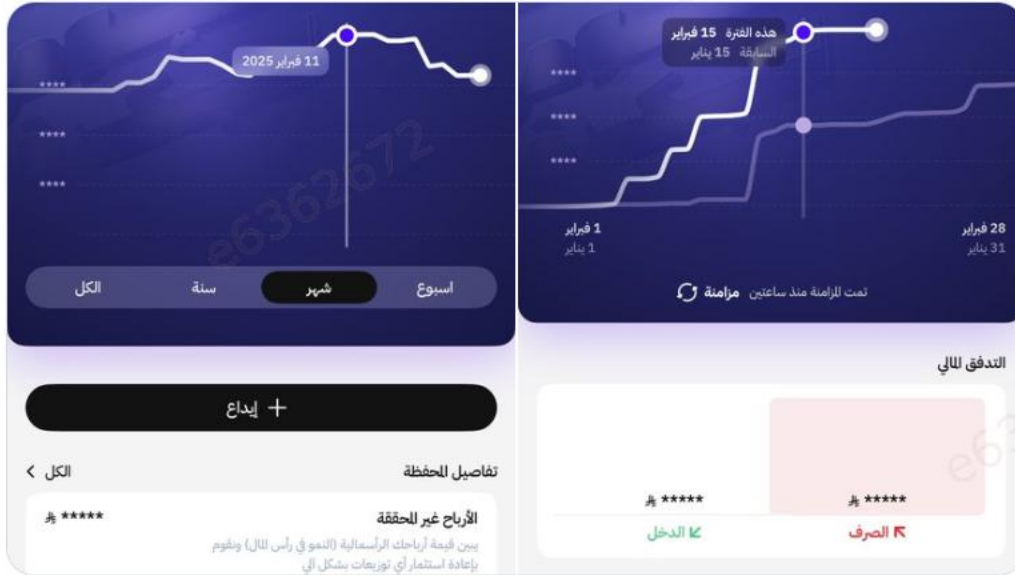 هذه الفترة 15 فبراير
السابقة 15 يناير
****
****
****
1 فبراير
1 يناير
28 فبراير
31 يناير
تمت المزامنة منذ ساعتين مزامنة
التدفق المالي
*****
الصرف
*****
الدخل
11 فبراير 2025
****
****
****
اسبوع
شهر
سنة
الكل
+ إيداع
تفاصيل المحفظة
الكل
الأرباح غير المحققة
*****
يبين قيمة أرباحك الرأسمالية (النمو في رأس المال) ونقوم
بإعادة استثمار أي توزيعات بشكل آلي
e6362672
e63